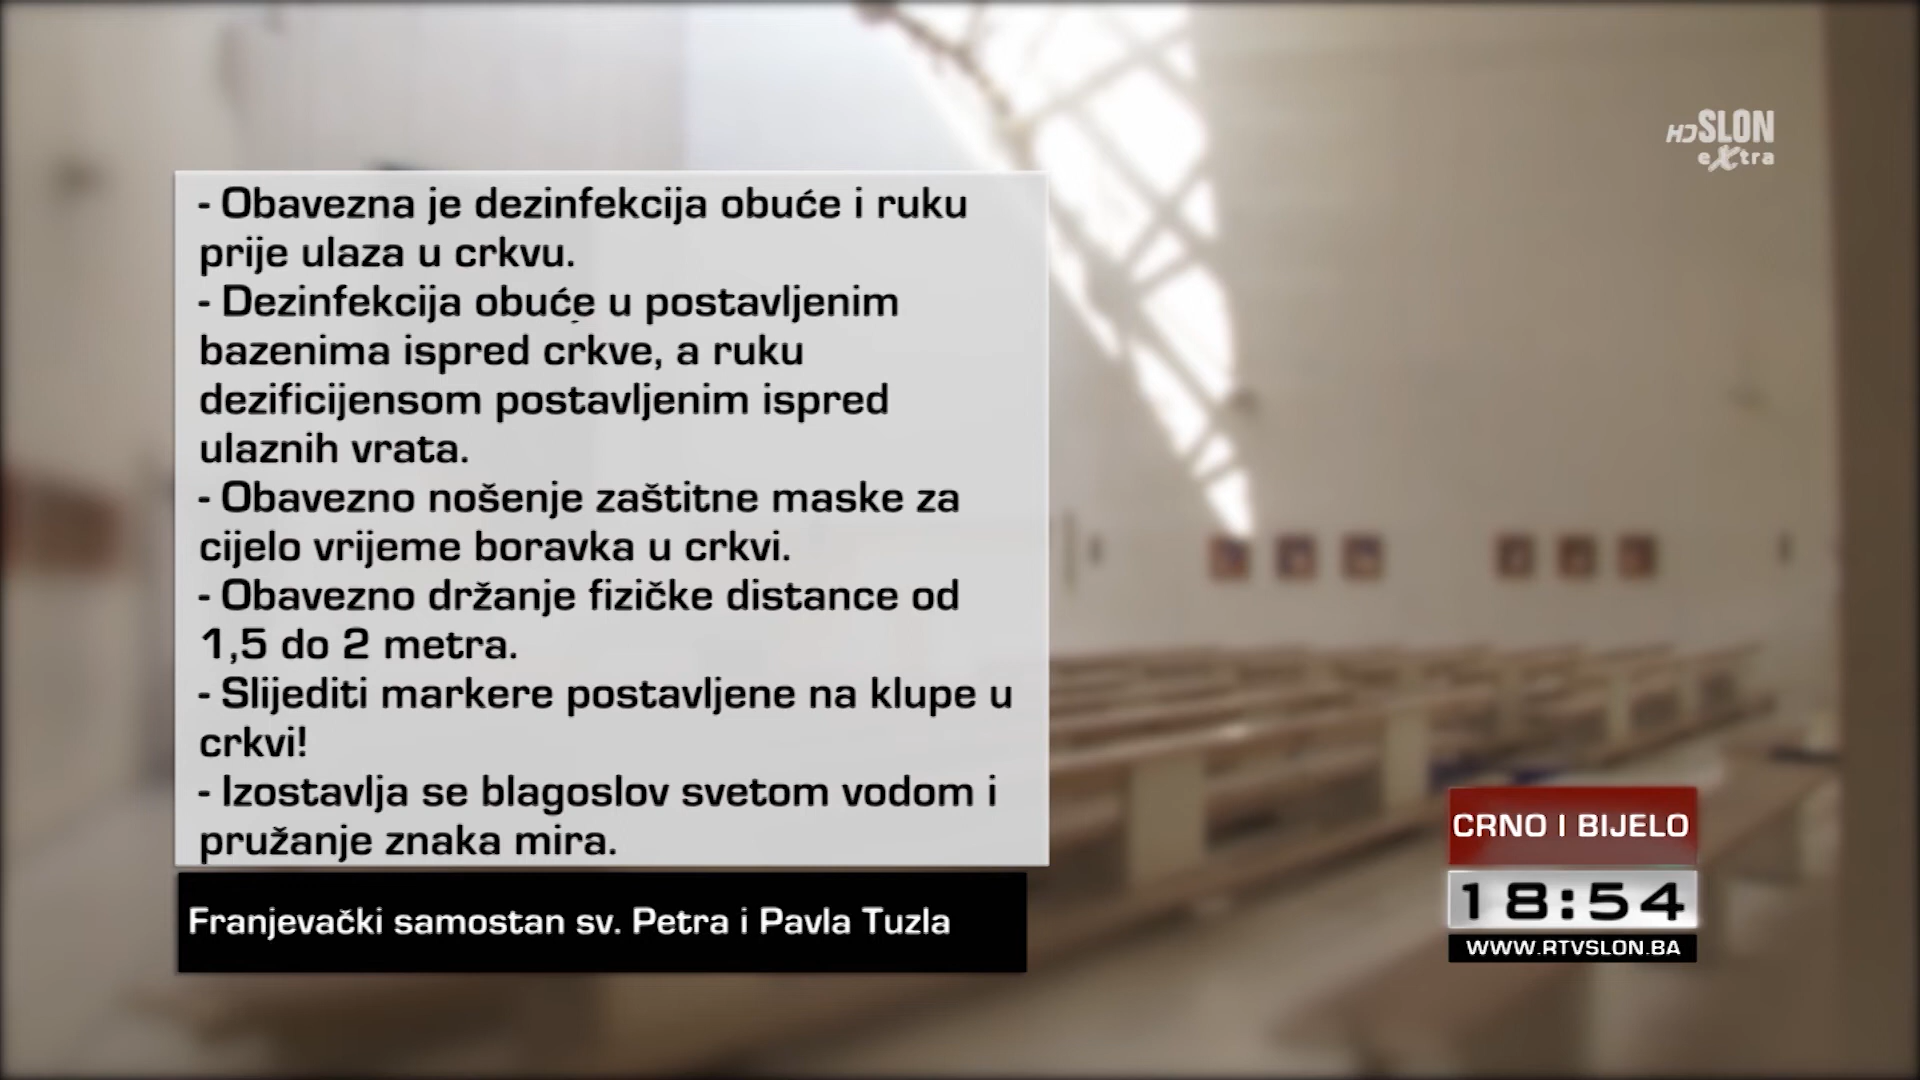 HD SLON
eXtra
- Obavezna je dezinfekcija obuće i ruku
prije ulaza u crkvu.
- Dezinfekcija obuće u postavljenim
bazenima ispred crkve, a ruku
dezificijensom postavljenim ispred
ulaznih vrata.
- Obavezno nošenje zaštitne maske za
cijelo vrijeme boravka u crkvi.
- Obavezno držanje fizičke distance od
1,5 do 2 metra.
- Slijediti markere postavljene na klupe u
crkvi!
- Izostavlja se blagoslov svetom vodom i
pružanje znaka mira.
Franjevački samostan sv. Petra i Pavla Tuzla
CRNO I BIJELO
18:54
WWW.RTVSLON.BA